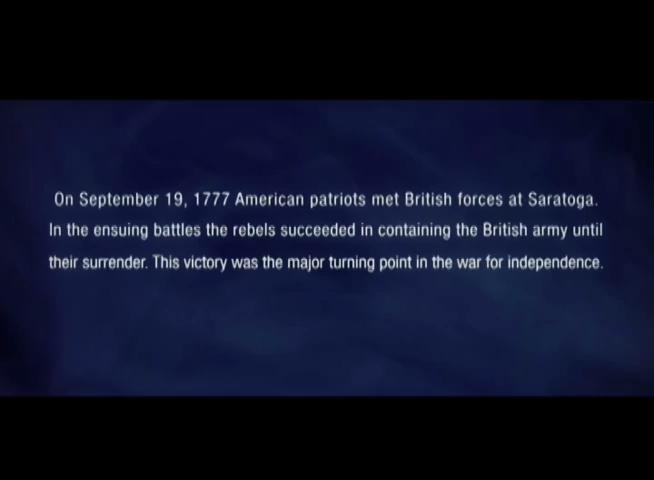 On September 19, 1777 American patriots met British forces at Saratoga.
In the ensuing battles the rebels succeeded in containing the British army until
their surrender. This victory was the major turning point in the war for independence.